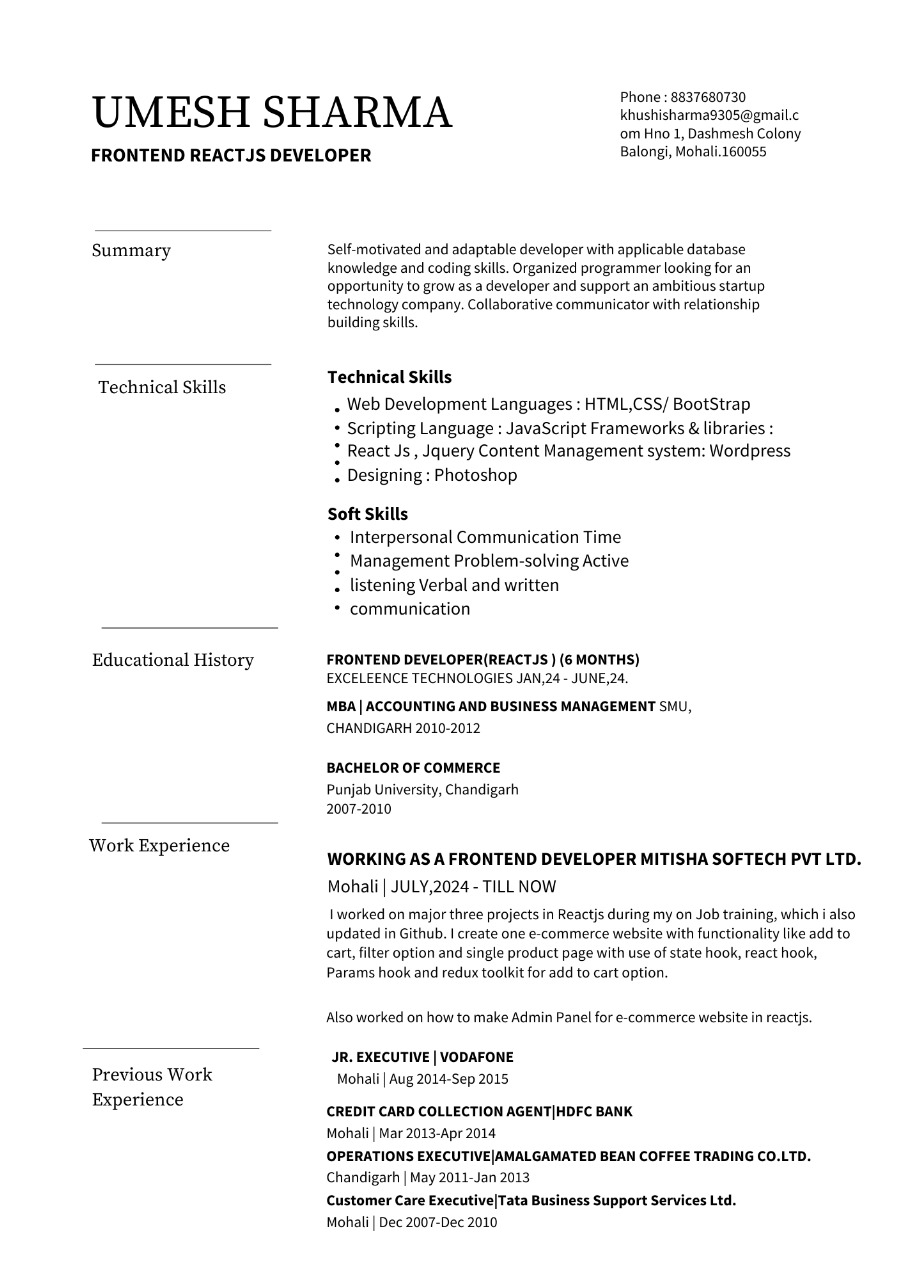 UMESH SHARMA
FRONTEND REACTJS DEVELOPER
Phone : 8837680730
khushisharma9305@gmail.c
om Hno 1, Dashmesh Colony
Balongi, Mohali.160055
Summary
Self-motivated and adaptable developer with applicable database
knowledge and coding skills. Organized programmer looking for an
opportunity to grow as a developer and support an ambitious startup
technology company. Collaborative communicator with relationship
building skills.
Technical Skills
Technical Skills
• Web Development Languages : HTML,CSS/ BootStrap
• Scripting Language : JavaScript Frameworks & libraries :
• React Js , Jquery Content Management system: Wordpress
• Designing : Photoshop
Soft Skills
• Interpersonal Communication Time
• Management Problem-solving Active
• listening Verbal and written
• communication
Educational History
FRONTEND DEVELOPER(REACTJS ) (6 MONTHS)
EXCELEENCE TECHNOLOGIES JAN,24 - JUNE,24.
MBA | ACCOUNTING AND BUSINESS MANAGEMENT SMU,
CHANDIGARH 2010-2012
BACHELOR OF COMMERCE
Punjab University, Chandigarh
2007-2010
Work Experience
WORKING AS A FRONTEND DEVELOPER MITISHA SOFTECH PVT LTD.
Mohali | JULY,2024 - TILL NOW
I worked on major three projects in Reactjs during my on Job training, which i also
updated in Github. I create one e-commerce website with functionality like add to
cart, filter option and single product page with use of state hook, react hook,
Params hook and redux toolkit for add to cart option.
Also worked on how to make Admin Panel for e-commerce website in reactjs.
Previous Work
Experience
JR. EXECUTIVE | VODAFONE
Mohali | Aug 2014-Sep 2015
CREDIT CARD COLLECTION AGENT|HDFC BANK
Mohali | Mar 2013-Apr 2014
OPERATIONS EXECUTIVE|AMALGAMATED BEAN COFFEE TRADING CO.LTD.
Chandigarh | May 2011-Jan 2013
Customer Care Executive|Tata Business Support Services Ltd.
Mohali | Dec 2007-Dec 2010